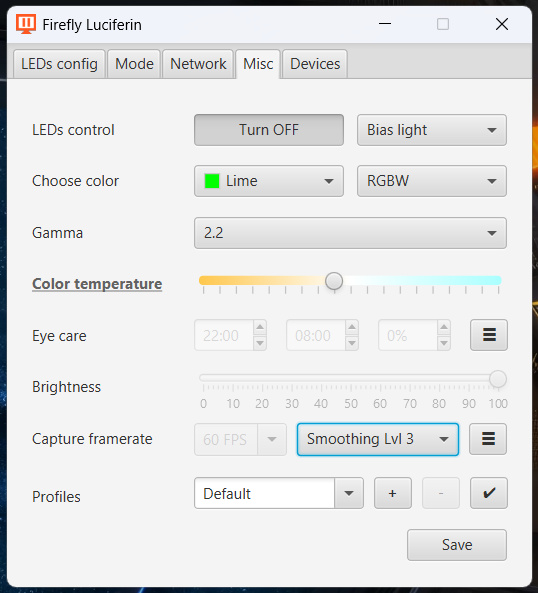 Firefly Luciferin
LEDs config Mode Network Misc Devices
LEDs control Turn OFF Bias light
Choose color Lime RGBW
Gamma 2.2
Color temperature
Eye care 22:00 08:00 0%
Brightness
0 10 20 30 40 50 60 70 80 90 100
Capture framerate 60 FPS Smoothing Lvl 3
Profiles Default + -
Save